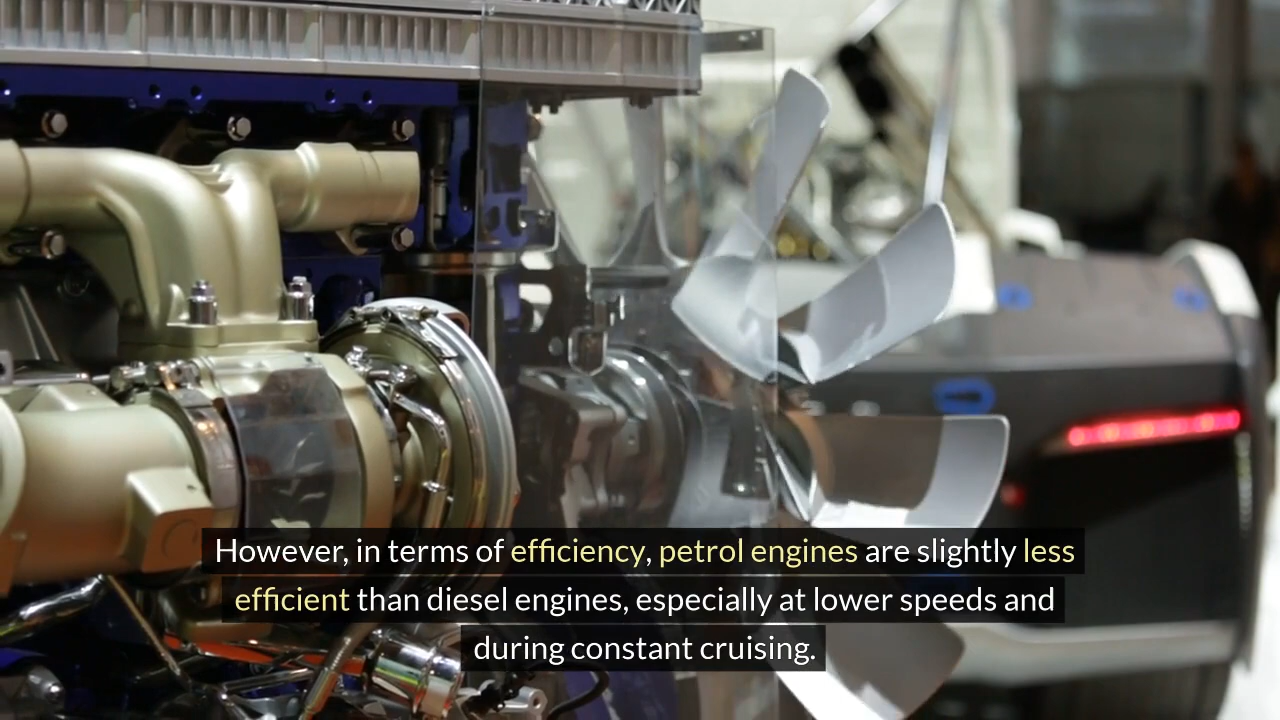 However, in terms of efficiency, petrol engines are slightly less
efficient than diesel engines, especially at lower speeds and
during constant cruising.